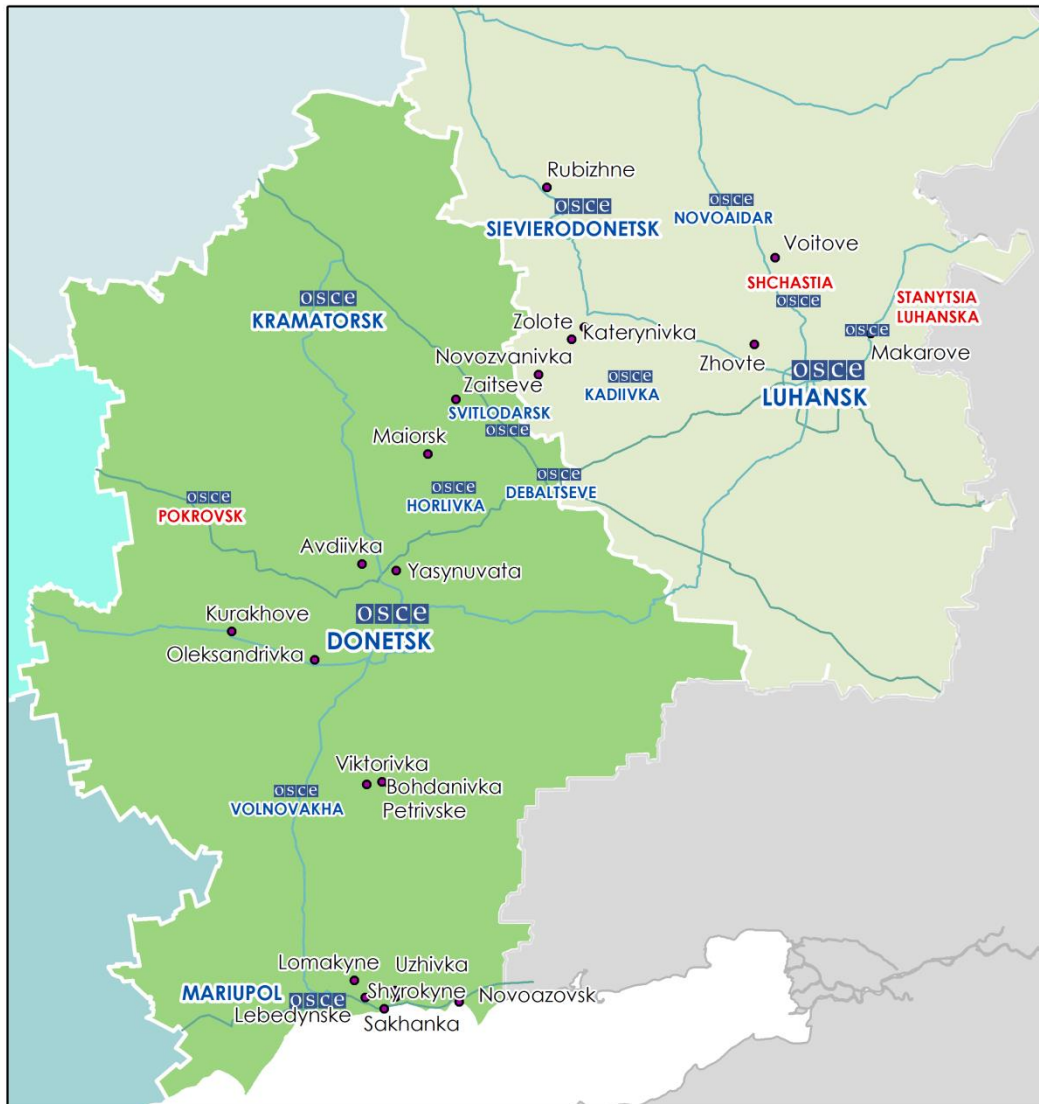 Rubizhne
osce
SIEVIERODONETSK
osce
NOVOAIDAR
Voitove
SHCHASTIA
osce
STANYTSIA
LUHANSKA
osce
Makarove
osce
KRAMATORSK
Zolote
Katerynivka
Novozvanivka
Zhovte
osce
LUHANSK
Zaitseve
osce
KADIIVKA
SVITLODARSK
osce
Maiorsk
osce
HORLIVKA
osce
DEBALTSEVE
osce
POKROVSK
Avdiivka
Yasynuvata
Kurakhove
osce
DONETSK
Oleksandrivka
Viktorivka
Bohdanivka
Petrivske
osce
VOLNOVAKHA
Lomakyne
Uzhivka
MARIUPOL
osce
Shyrokyne
Novoazovsk
Lebedynske
Sakhanka